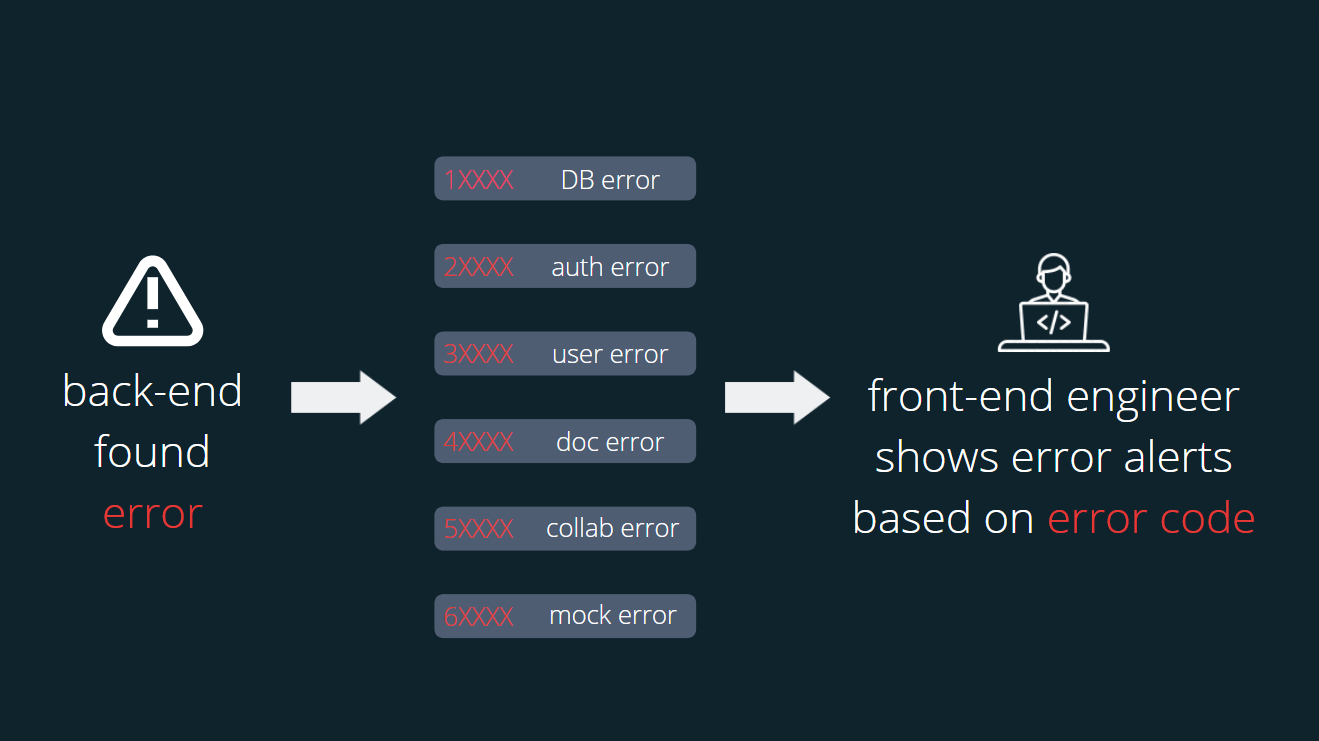 back-end
found
error
1XXXX DB error
2XXXX auth error
3XXXX user error
4XXXX doc error
5XXXX collab error
6XXXX mock error
</>
front-end engineer
shows error alerts
based on error code